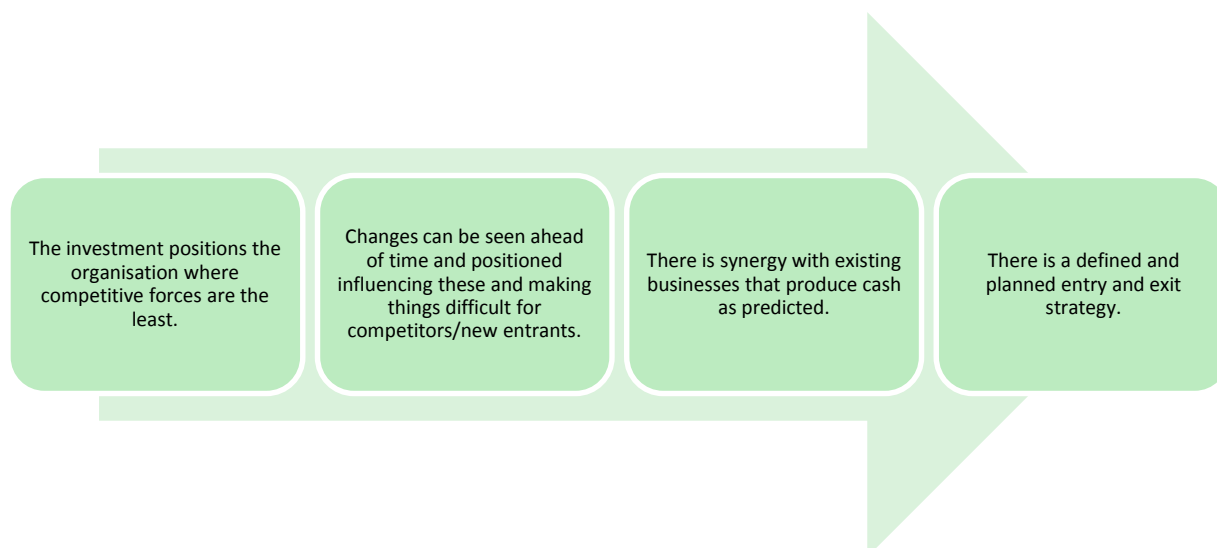 The investment positions the
organisation where
competitive forces are the
least.
Changes can be seen ahead
of time and positioned
influencing these and making
things difficult for
competitors/new entrants.
There is synergy with existing
businesses that produce cash
as predicted.
There is a defined and
planned entry and exit
strategy.